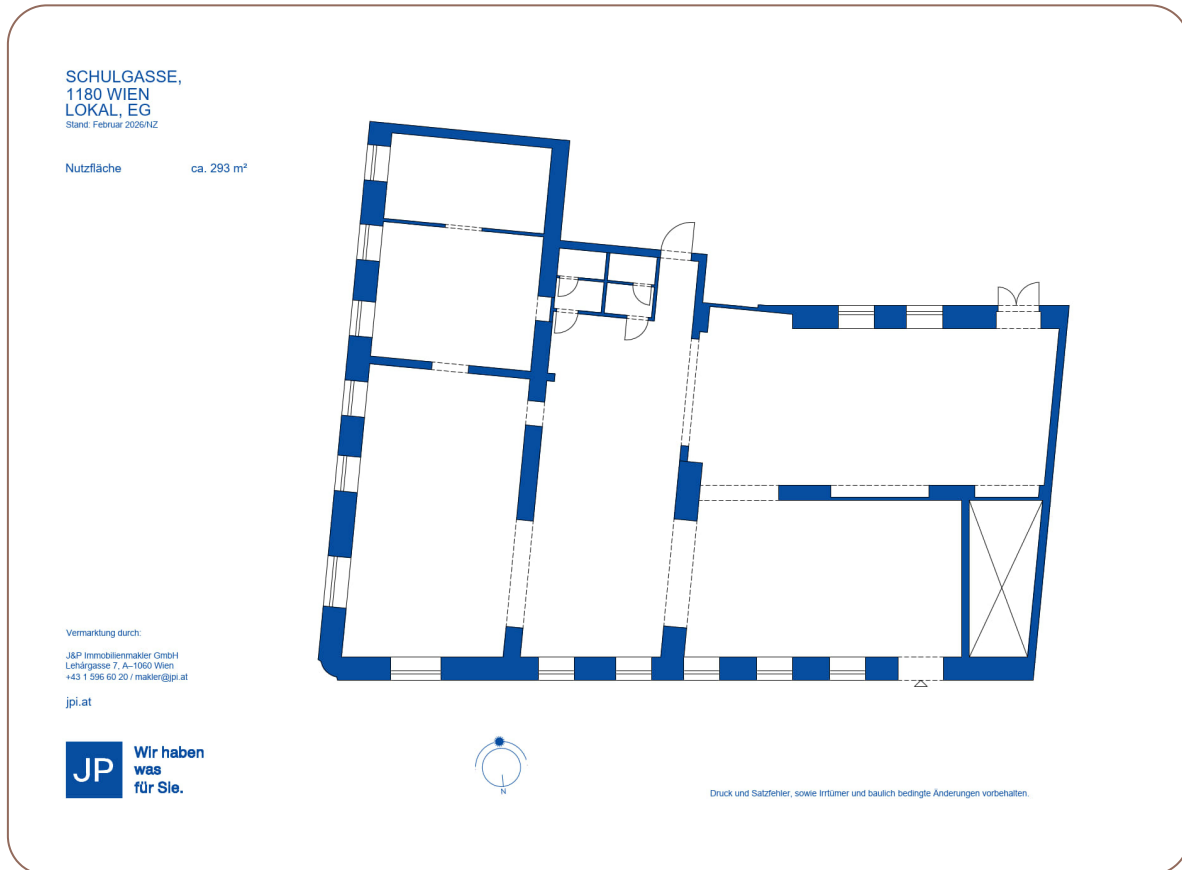 SCHULGASSE,
1180 WIEN
LOKAL, EG
Stand: Februar 2026/NZ
Nutzfläche ca. 293 m²
Vermarktung durch:
J&P Immobilienmakler GmbH
Lehárgasse 7, A–1060 Wien
+43 1 596 60 20 / makler@jpi.at
jpi.at
JP
Wir haben
was
für Sie.
N
Druck und Satzfehler, sowie Irrtümer und baulich bedingte Änderungen vorbehalten.